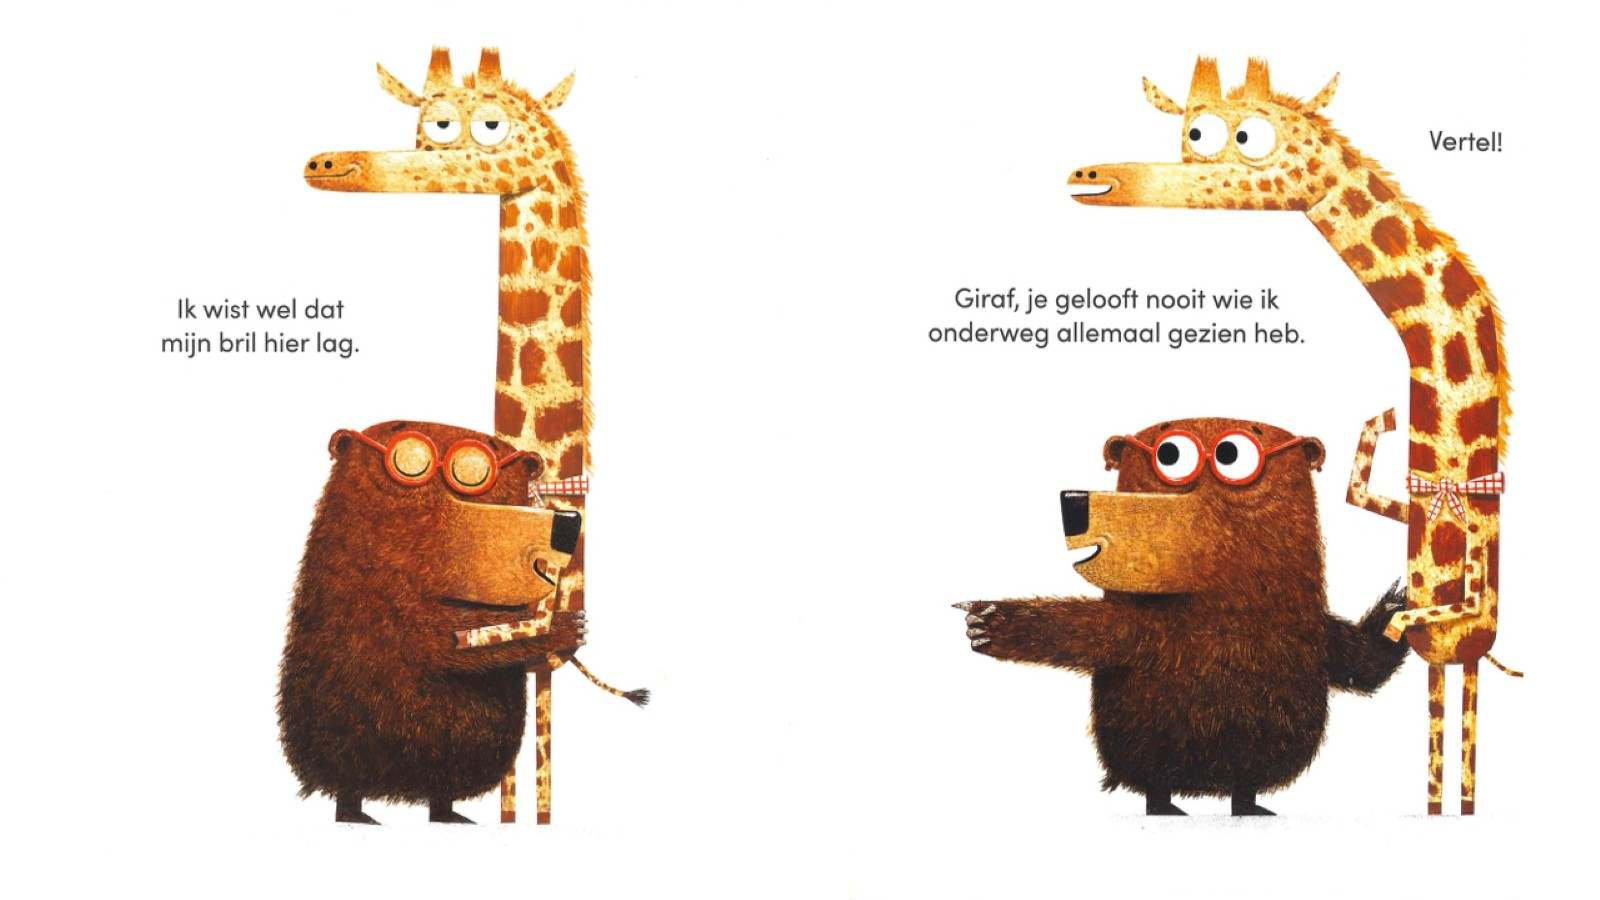 Ik wist wel dat
mijn bril hier lag.
Giraf, je gelooft nooit wie ik
onderweg allemaal gezien heb.
Vertel!